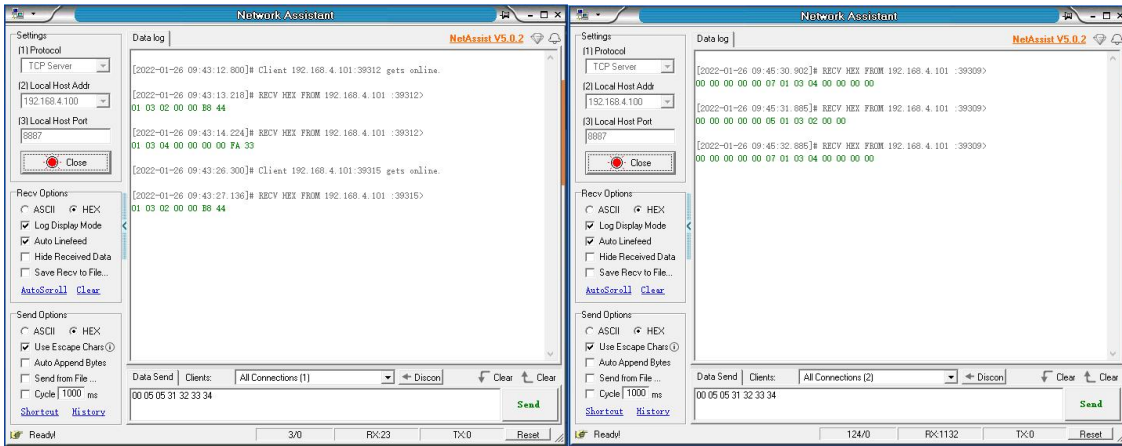 Network Assistant
Settings
(1) Protocol
TCP Server
(2) Local Host Addr
192.168.4.100
(3) Local Host Port
8887
Close
Recv Options
ASCII HEX
Log Display Mode
Auto Linefeed
Hide Received Data
Save Recv to File...
AutoScroll Clear
Send Options
ASCII HEX
Use Escape Chars
Auto Append Bytes
Send from File ...
Cycle 1000 ms
Shortcut History
Data log NetAssist V5.0.2
[2022-01-26 09:43:12.800]# Client 192.168.4.101:39312 gets online.
[2022-01-26 09:43:13.218]# RECV HEX FROM 192.168.4.101 :39312>
01 03 02 00 00 B8 44
[2022-01-26 09:43:14.224]# RECV HEX FROM 192.168.4.101 :39312>
01 03 04 00 00 00 00 FA 33
[2022-01-26 09:43:26.300]# Client 192.168.4.101:39315 gets online.
[2022-01-26 09:43:27.136]# RECV HEX FROM 192.168.4.101 :39315>
01 03 02 00 00 B8 44
Data Send Clients: All Connections (1) Discon Clear Clear
00 05 05 31 32 33 34
Send
Ready! 3/0 RX:23 TX:0 Reset
Network Assistant
Settings
(1) Protocol
TCP Server
(2) Local Host Addr
192.168.4.100
(3) Local Host Port
8887
Close
Recv Options
ASCII HEX
Log Display Mode
Auto Linefeed
Hide Received Data
Save Recv to File...
AutoScroll Clear
Send Options
ASCII HEX
Use Escape Chars
Auto Append Bytes
Send from File ...
Cycle 1000 ms
Shortcut History
Data log NetAssist V5.0.2
[2022-01-26 09:45:30.902]# RECV HEX FROM 192.168.4.101 :39309>
00 00 00 00 00 07 01 03 04 00 00 00 00
[2022-01-26 09:45:31.885]# RECV HEX FROM 192.168.4.101 :39309>
00 00 00 00 00 05 01 03 02 00 00
[2022-01-26 09:45:32.885]# RECV HEX FROM 192.168.4.101 :39309>
00 00 00 00 00 07 01 03 04 00 00 00 00
Data Send Clients: All Connections (2) Discon Clear Clear
00 05 05 31 32 33 34
Send
Ready! 124/0 RX:1132 TX:0 Reset